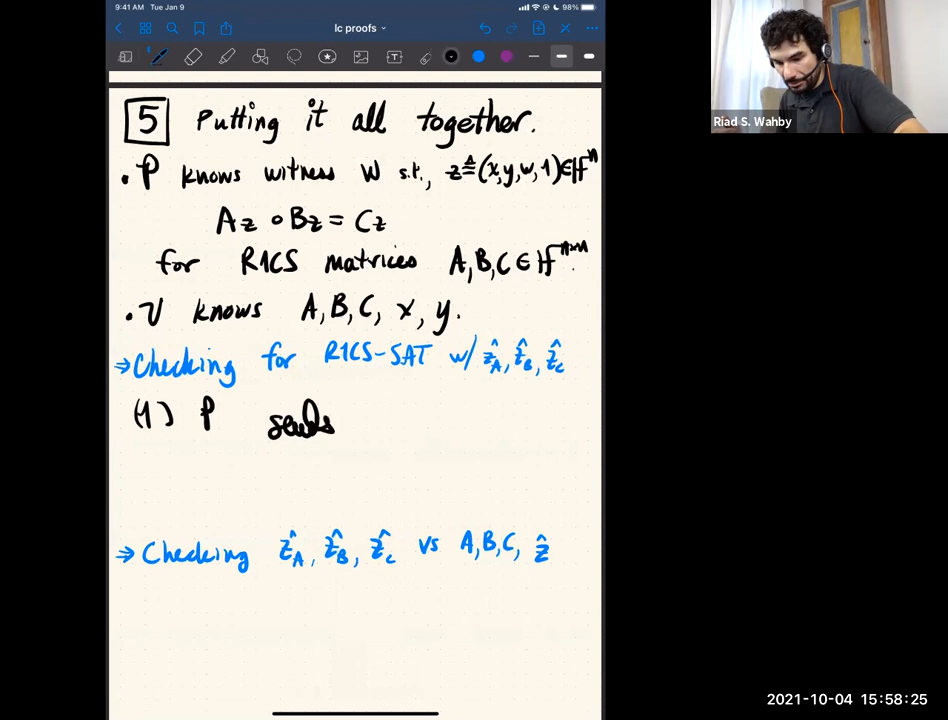 9:41 AM Tue Jan 9
98%
lc proofs
5 Putting it all together.
• P knows witness w s.t., z≜(x,y,w,1)∈𝔽ⁿ
Az ∘ Bz = Cz
for R1CS matrices A,B,C ∈ 𝔽ⁿˣⁿ.
• V knows A, B, C, x, y.
⇒ Checking for R1CS-SAT w/ ẑ_A, ẑ_B, ẑ_C
(1) P sends
⇒ Checking ẑ_A, ẑ_B, ẑ_C vs A,B,C, ẑ
Riad S. Wahby
2021-10-04 15:58:25